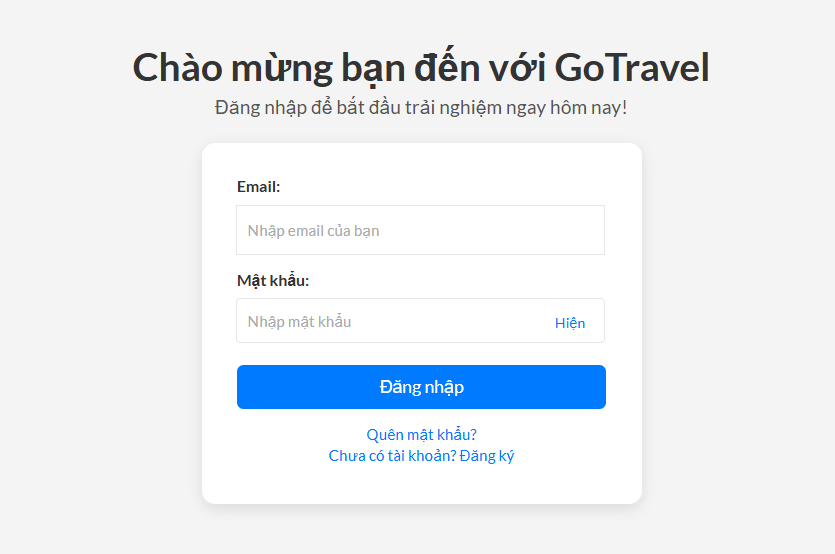 Chào mừng bạn đến với GoTravel
Đăng nhập để bắt đầu trải nghiệm ngay hôm nay!
Email:
Nhập email của bạn
Mật khẩu:
Nhập mật khẩu
Hiện
Đăng nhập
Quên mật khẩu?
Chưa có tài khoản? Đăng ký